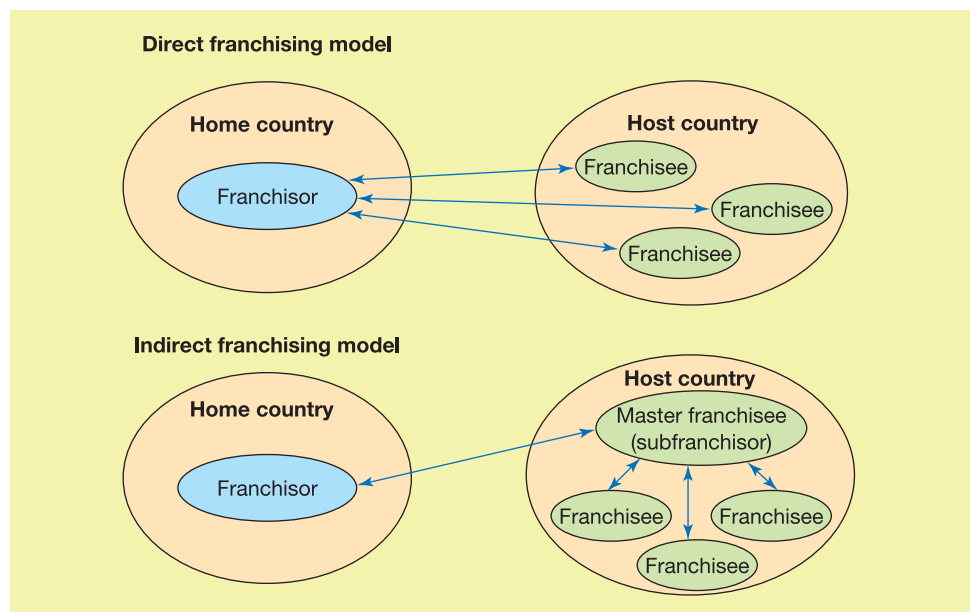 Direct franchising model
Home country
Franchisor
Host country
Franchisee
Franchisee
Franchisee
Indirect franchising model
Home country
Franchisor
Host country
Master franchisee
(subfranchisor)
Franchisee
Franchisee
Franchisee